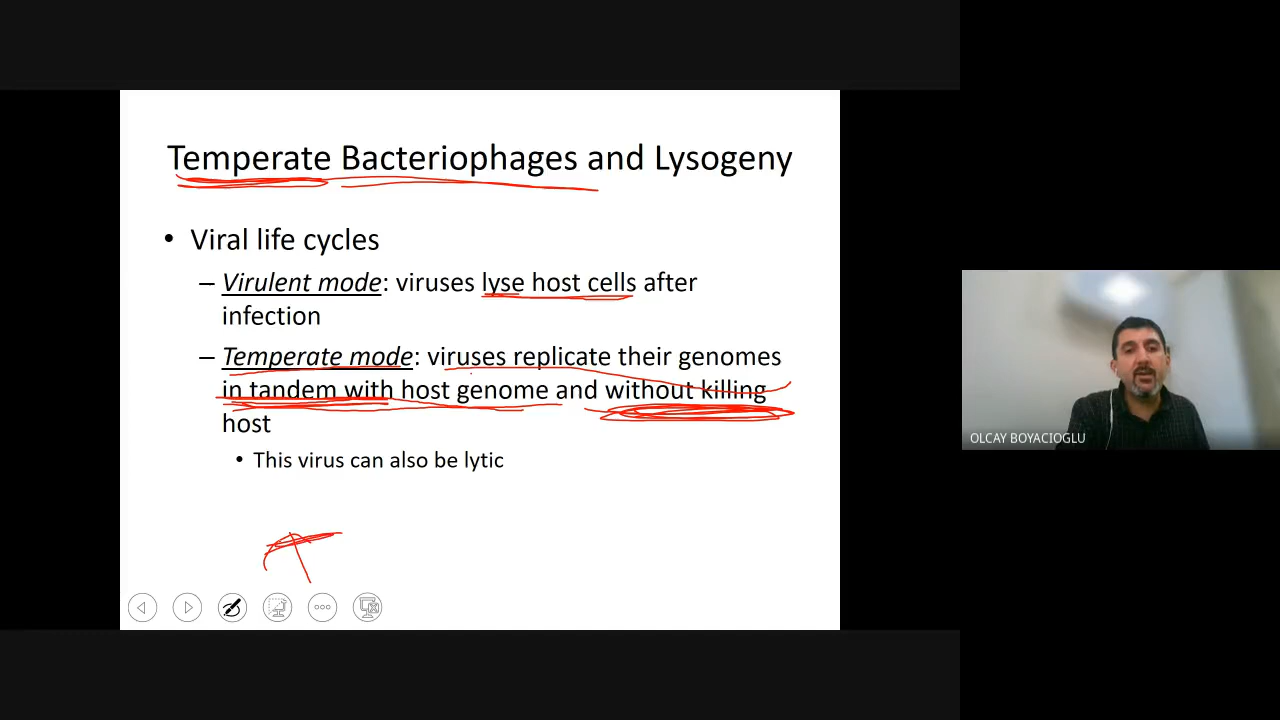 Temperate Bacteriophages and Lysogeny
• Viral life cycles
– Virulent mode: viruses lyse host cells after
infection
– Temperate mode: viruses replicate their genomes
in tandem with host genome and without killing
host
• This virus can also be lytic
OLCAY BOYACIOGLU